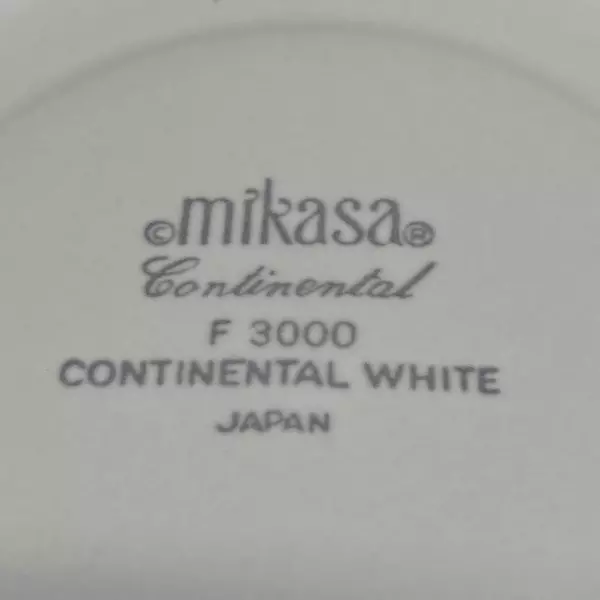 ©mikasa®
Continental
F 3000
CONTINENTAL WHITE
JAPAN